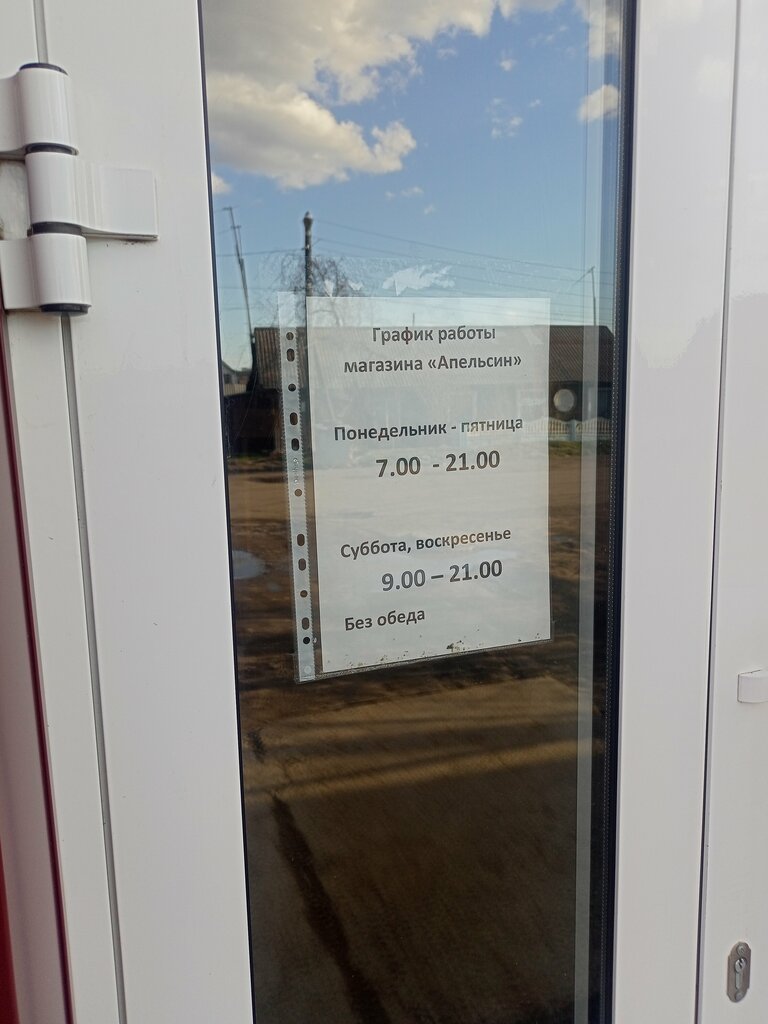 График работы
магазина «Апельсин»
Понедельник - пятница
7.00 - 21.00
Суббота, воскресенье
9.00 – 21.00
Без обеда